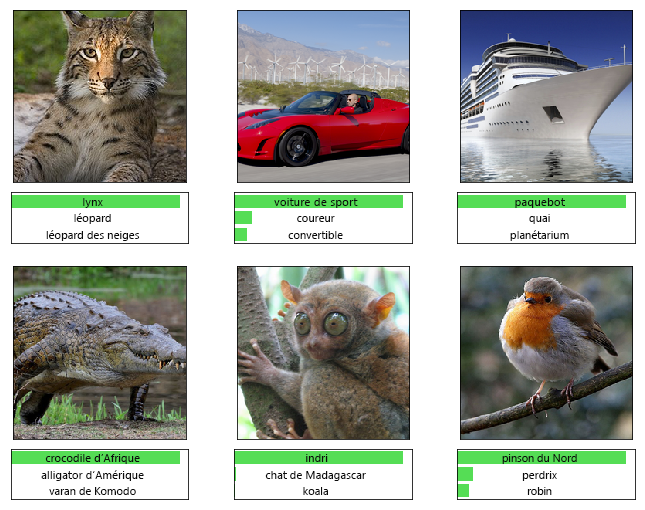 lynx
léopard
léopard des neiges
voiture de sport
coureur
convertible
paquebot
quai
planétarium
crocodile d’Afrique
alligator d’Amérique
varan de Komodo
indri
chat de Madagascar
koala
pinson du Nord
perdrix
robin